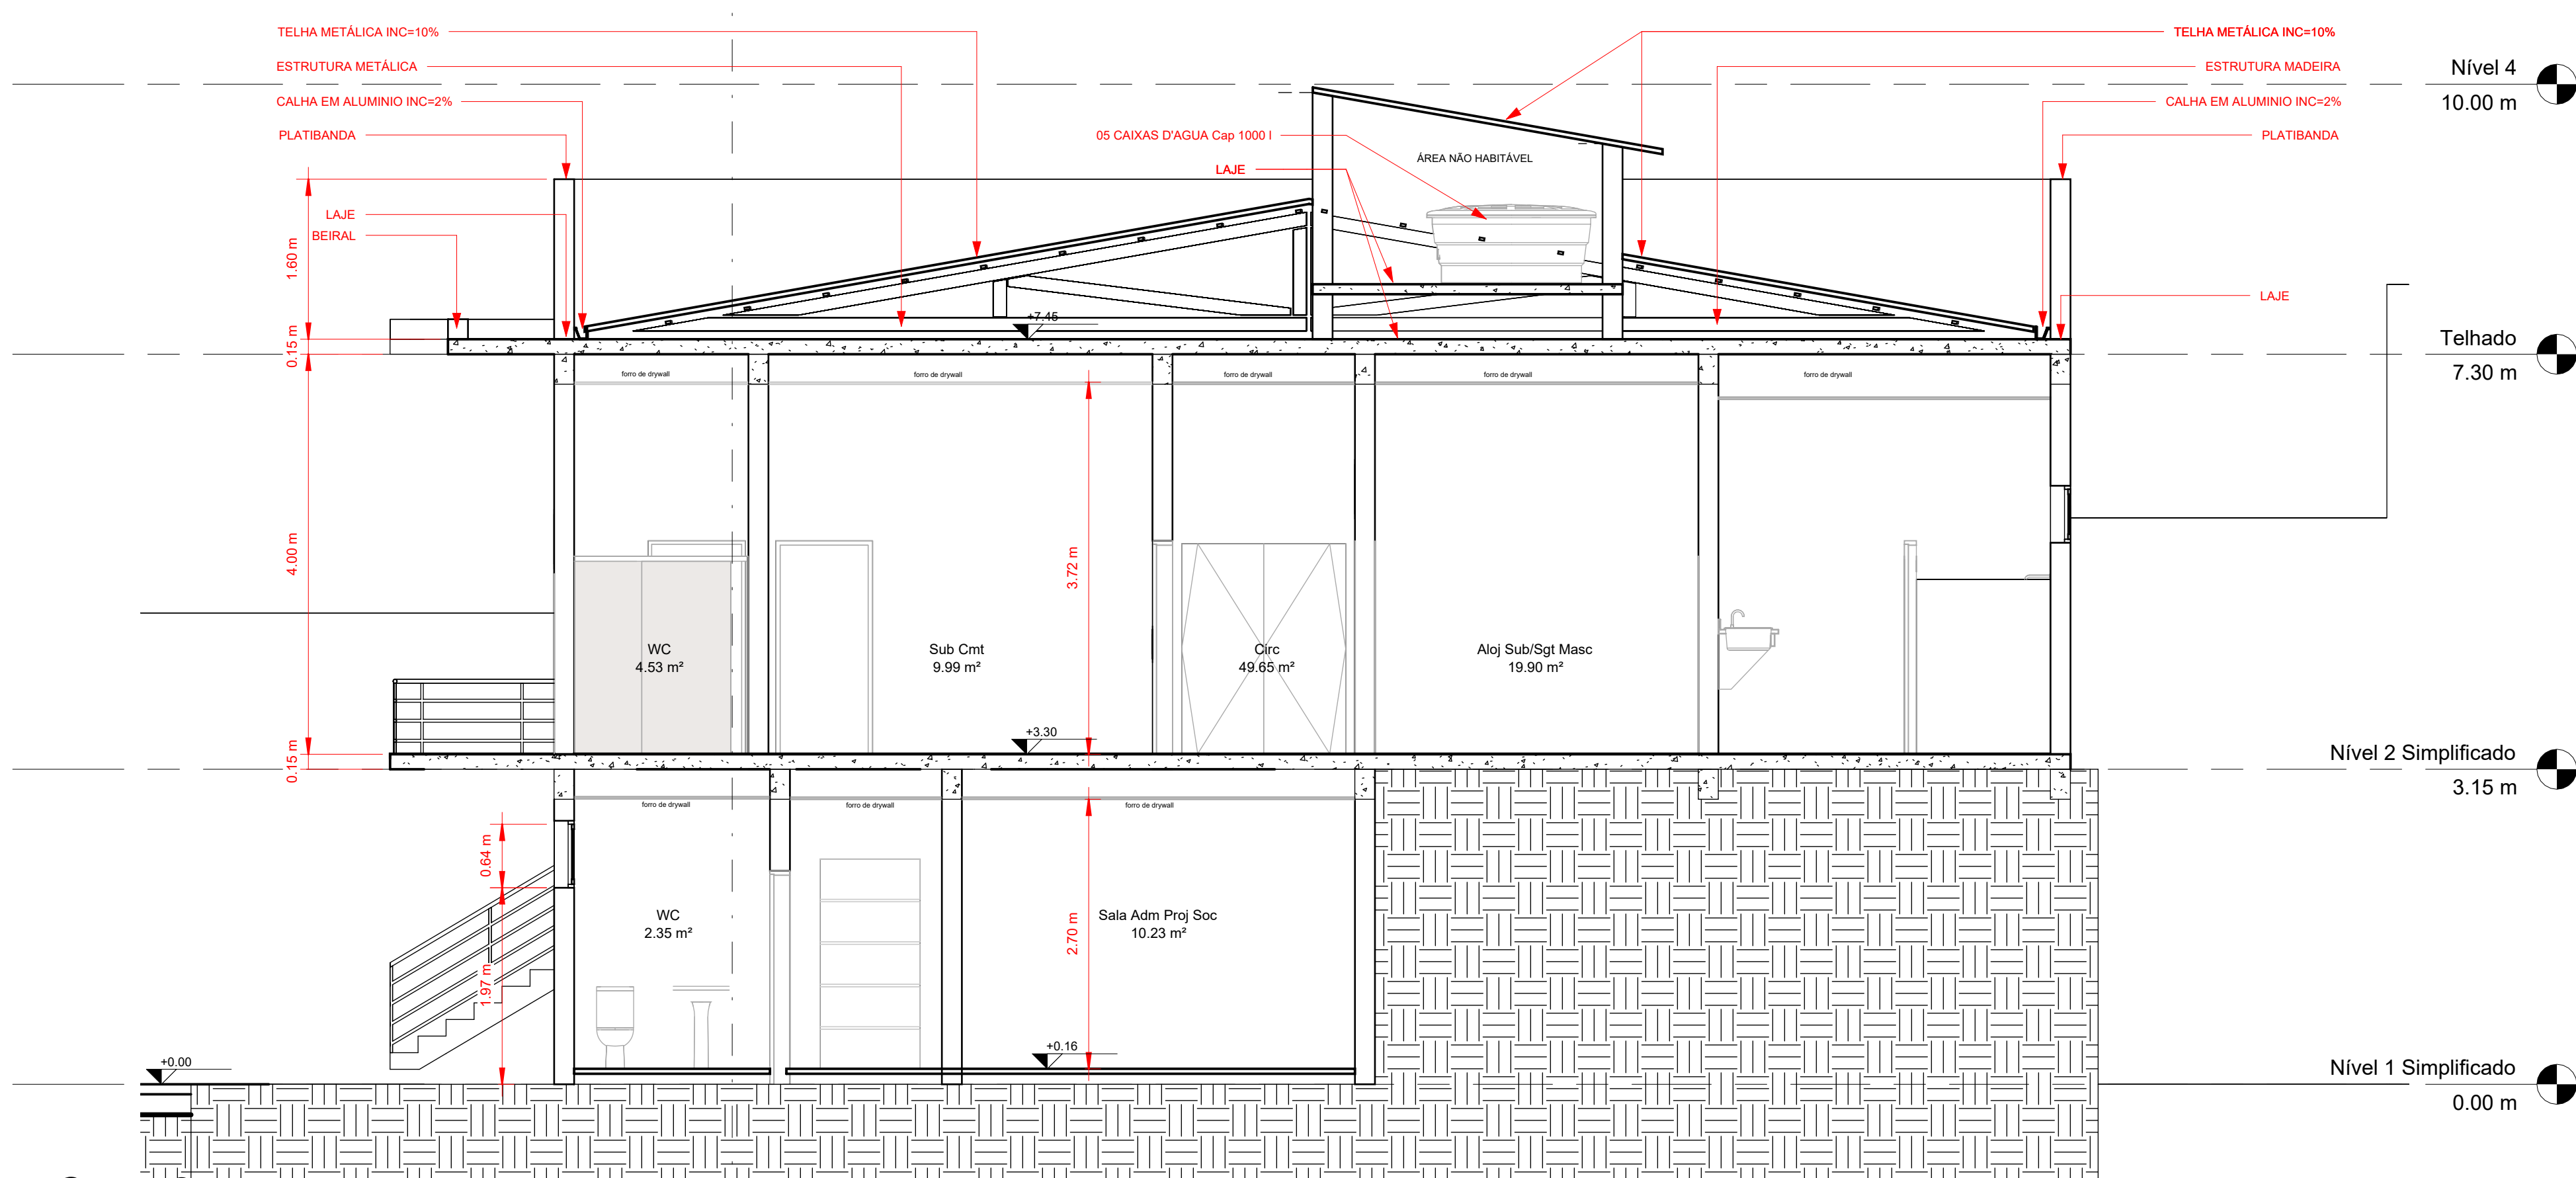 TELHA METÁLICA INC=10%
TELHA METÁLICA INC=10%
ESTRUTURA METÁLICA
ESTRUTURA MADEIRA
Nível 4
10.00 m
CALHA EM ALUMINIO INC=2%
CALHA EM ALUMINIO INC=2%
PLATIBANDA
05 CAIXAS D'AGUA Cap 1000 l
PLATIBANDA
ÁREA NÃO HABITÁVEL
LAJE
LAJE
BEIRAL
1.60 m
LAJE
+7.45
0.15 m
Telhado
7.30 m
forro de drywall
forro de drywall
forro de drywall
forro de drywall
forro de drywall
4.00 m
3.72 m
WC
4.53 m²
Sub Cmt
9.99 m²
Circ
49.65 m²
Aloj Sub/Sgt Masc
19.90 m²
+3.30
0.15 m
Nível 2 Simplificado
3.15 m
forro de drywall
forro de drywall
forro de drywall
0.64 m
WC
2.35 m²
Sala Adm Proj Soc
10.23 m²
2.70 m
1.97 m
+0.16
+0.00
Nível 1 Simplificado
0.00 m